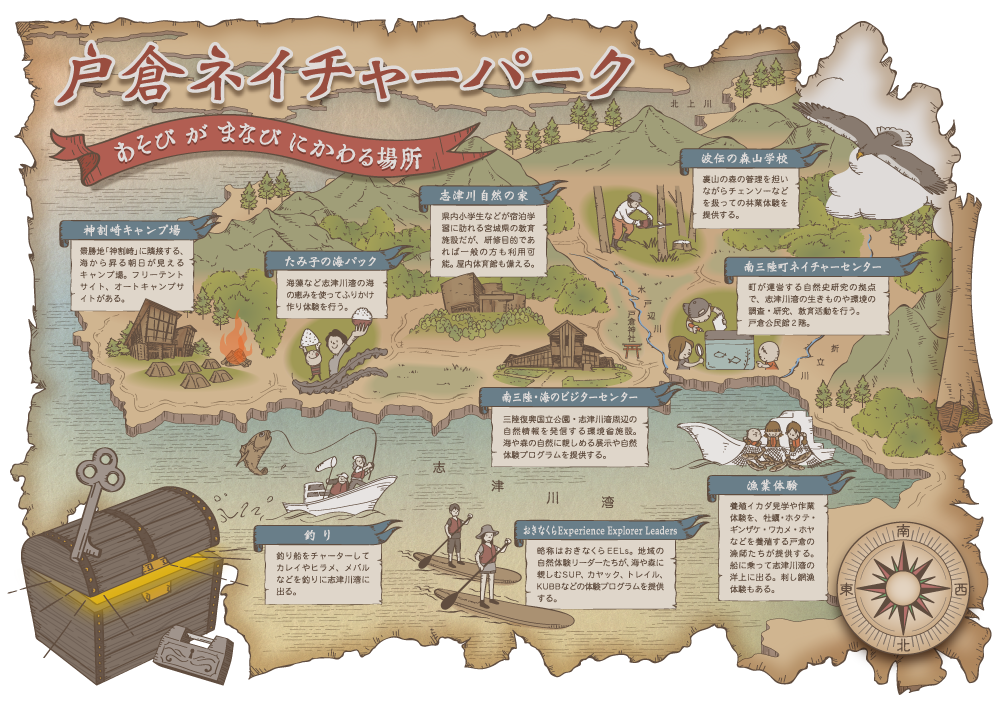 戸倉ネイチャーパーク
あそび が まなび にかわる場所
北上川
波伝の森山学校
裏山の森の管理を担い
ながらチェンソーなど
を扱っての林業体験を
提供する。
志津川自然の家
県内小学生などが宿泊学
習に訪れる宮城県の教育
施設だが、研修目的であ
れば一般の方も利用可
能。屋内体育館も備える。
神割崎キャンプ場
景勝地「神割崎」に隣接する、
海から昇る朝日が見える
キャンプ場。フリーテント
サイト、オートキャンプサ
イトがある。
たみ子の海パック
海藻など志津川湾の海
の恵みを使ってふりかけ
作り体験を行う。
南三陸町ネイチャーセンター
町が運営する自然史研究の拠点
で、志津川湾の生きものや環境の
調査・研究、教育活動を行う。
戸倉公民館2階。
水戸辺川
戸倉神社
折立川
南三陸・海のビジターセンター
三陸復興国立公園・志津川湾周辺の
自然情報を発信する環境省施設。
海や森の自然に親しめる展示や自然
体験プログラムを提供する。
志津川湾
漁業体験
養殖イカダ見学や作業
体験を、牡蠣・ホタテ・
ギンザケ・ワカメ・ホヤ
などを養殖する戸倉の
漁師たちが提供する。
船に乗って志津川湾の
洋上に出る。刺し網漁
体験もある。
釣り
釣り船をチャーターして
カレイやヒラメ、メバル
などを釣りに志津川湾に
出る。
おきなくらExperience Explorer Leaders
略称はおきなくらEELs。地域の
自然体験リーダーたちが、海や森に
親しむSUP、カヤック、トレイル、
KUBBなどの体験プログラムを提供
する。
南
東
西
北